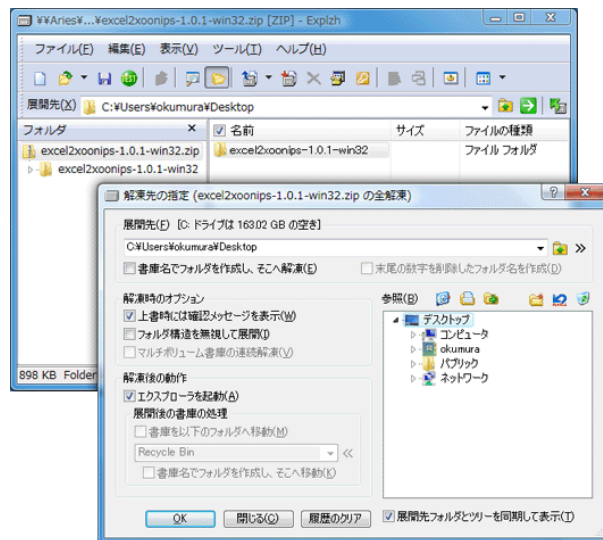 ¥¥Aries¥...¥excel2xoonips-1.0.1-win32.zip [ZIP] - Explzh
ファイル(F) 編集(E) 表示(V) ツール(I) ヘルプ(H)
展開先(X) C:¥Users¥okumura¥Desktop
フォルダ × 名前 サイズ ファイルの種類
excel2xoonips-1.0.1-win32.zip excel2xoonips-1.0.1-win32 ファイル フォルダ
excel2xoonips-1.0.1-win32
解凍先の指定 (excel2xoonips-1.0.1-win32.zip の全解凍)
展開先(F) [C: ドライブは 163.02 GB の空き]
C:¥Users¥okumura¥Desktop
書庫名でフォルダを作成し、そこへ解凍(E) 末尾の数字を削除したフォルダ名を作成(D)
解凍時のオプション 参照(B)
上書時には確認メッセージを表示(W)
フォルダ構造を無視して展開(I)
マルチボリューム書庫の連続解凍(V)
デスクトップ
コンピュータ
okumura
パブリック
ネットワーク
898 KB Folder
解凍後の動作
エクスプローラを起動(A)
展開後の書庫の処理
書庫を以下のフォルダへ移動(M)
Recycle Bin
書庫名でフォルダを作成し、そこへ移動(K)
OK 閉じる(C) 履歴のクリア 展開先フォルダとツリーを同期して表示(T)